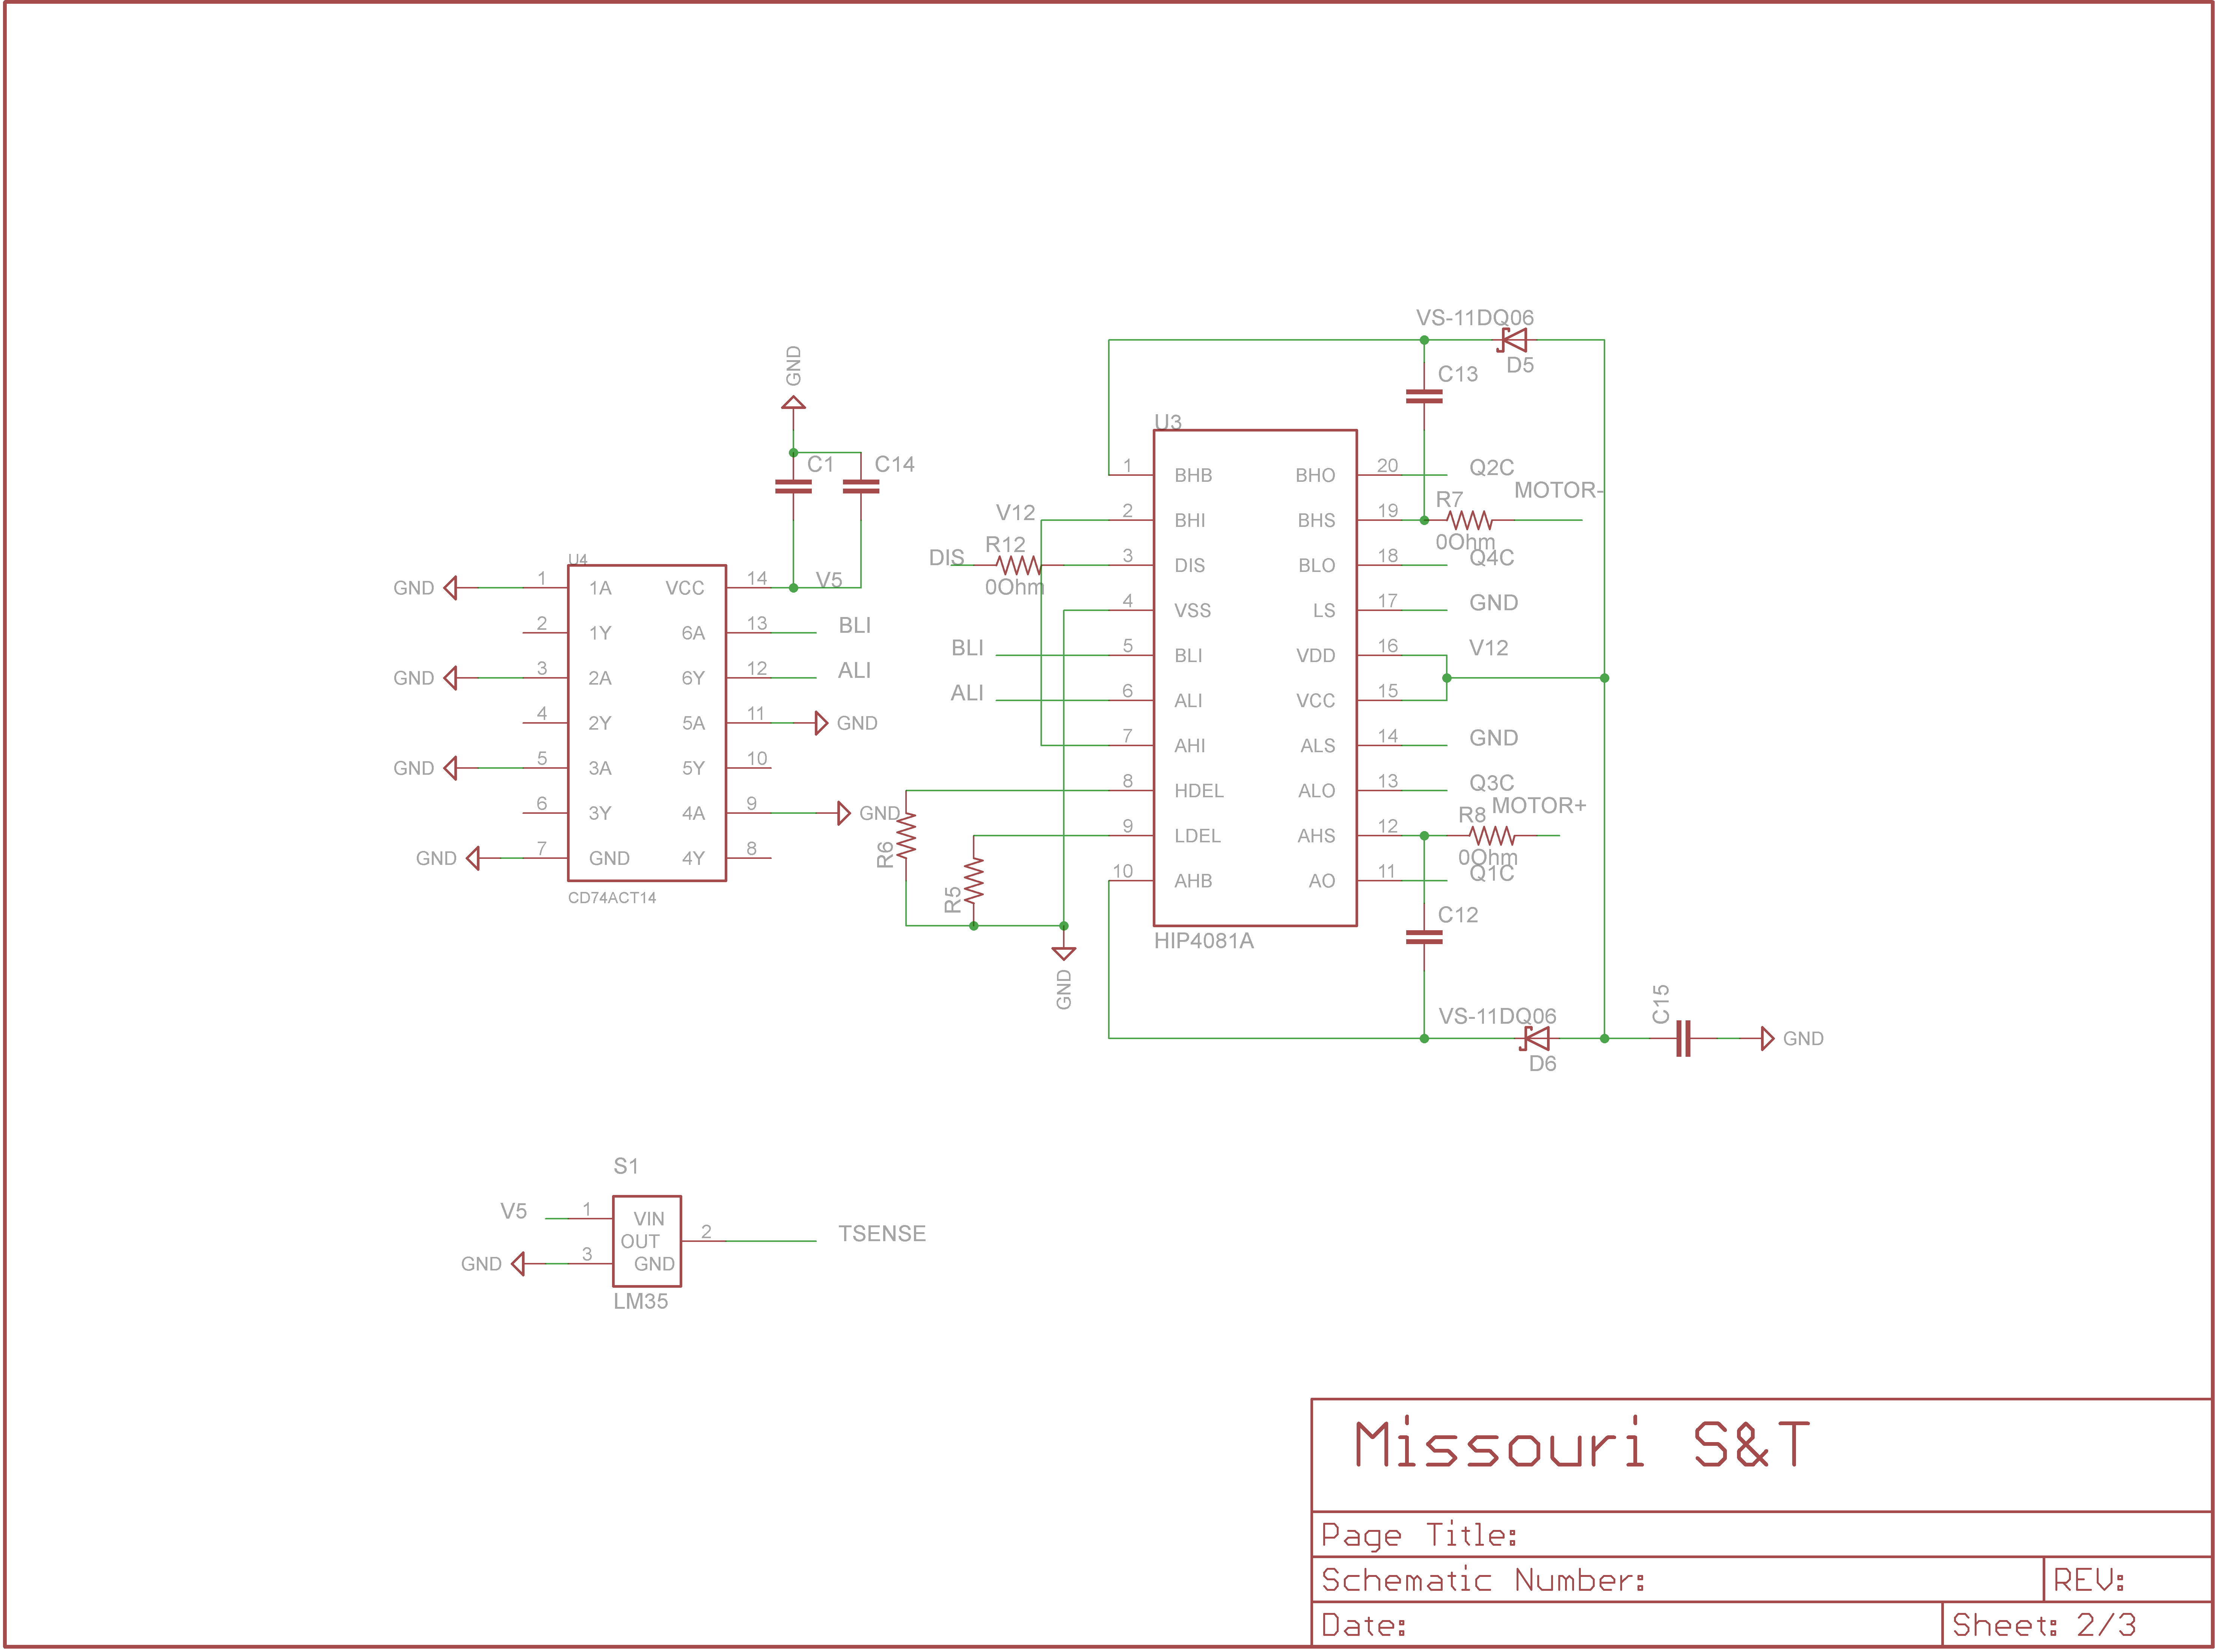 VS-11DQ06
D5
C13
GND
C1
C14
U4
GND 1 1A VCC 14 V5
2 1Y 6A 13 BLI
GND 3 2A 6Y 12 ALI
4 2Y 5A 11 GND
GND 5 3A 5Y 10
6 3Y 4A 9 GND
GND 7 GND 4Y 8
CD74ACT14
U3
1 BHB BHO 20 Q2C
MOTOR-
R7
V12 2 BHI BHS 19
0Ohm
R12
DIS 3 DIS BLO 18 Q4C
0Ohm
4 VSS LS 17 GND
BLI 5 BLI VDD 16 V12
ALI 6 ALI VCC 15
7 AHI ALS 14 GND
8 HDEL ALO 13 Q3C
MOTOR+
R8
9 LDEL AHS 12
0Ohm
10 AHB AO 11 Q1C
R6
R5
HIP4081A
GND
C12
VS-11DQ06
D6
C15
GND
S1
V5 1 VIN
OUT 2 TSENSE
GND 3 GND
LM35
Missouri S&T
Page Title:
Schematic Number: REV:
Date: Sheet: 2/3